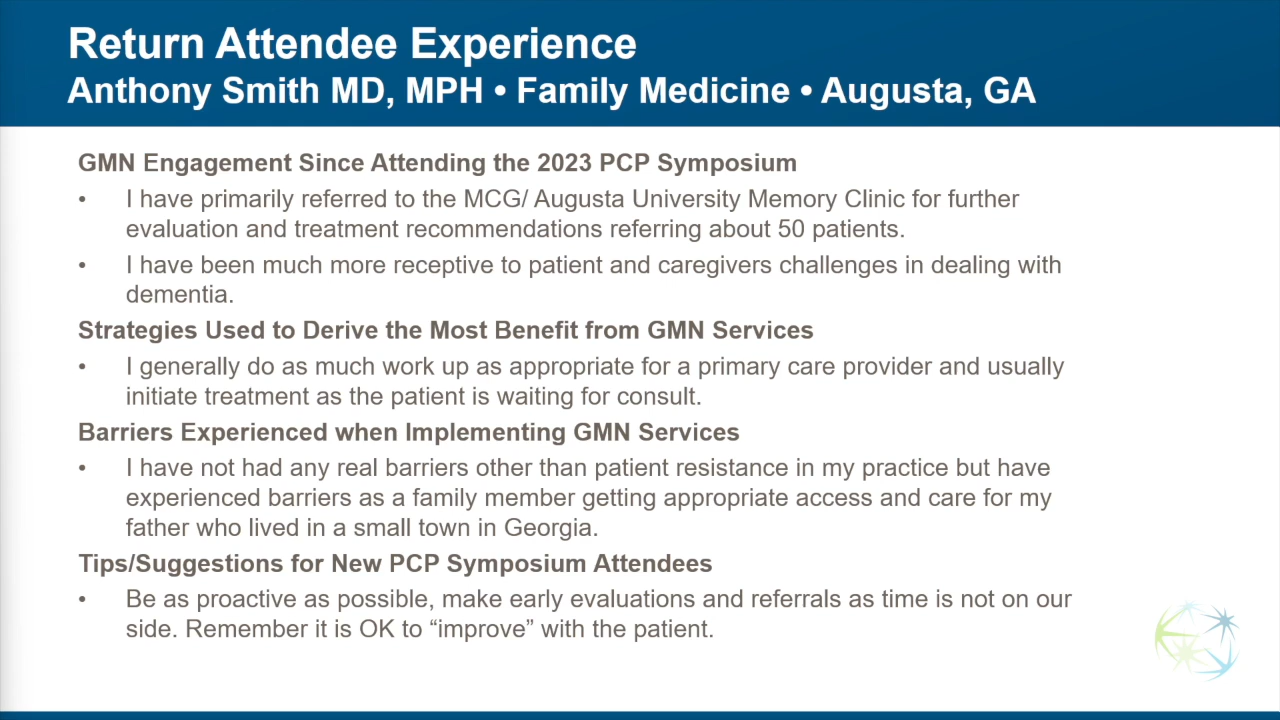 Return Attendee Experience
Anthony Smith MD, MPH • Family Medicine • Augusta, GA
GMN Engagement Since Attending the 2023 PCP Symposium
• I have primarily referred to the MCG/ Augusta University Memory Clinic for further
evaluation and treatment recommendations referring about 50 patients.
• I have been much more receptive to patient and caregivers challenges in dealing with
dementia.
Strategies Used to Derive the Most Benefit from GMN Services
• I generally do as much work up as appropriate for a primary care provider and usually
initiate treatment as the patient is waiting for consult.
Barriers Experienced when Implementing GMN Services
• I have not had any real barriers other than patient resistance in my practice but have
experienced barriers as a family member getting appropriate access and care for my
father who lived in a small town in Georgia.
Tips/Suggestions for New PCP Symposium Attendees
• Be as proactive as possible, make early evaluations and referrals as time is not on our
side. Remember it is OK to “improve” with the patient.